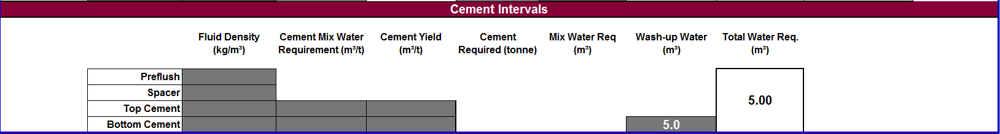 Cement Intervals
Fluid Density
(kg/m³)
Cement Mix Water
Requirement (m³/t)
Cement Yield
(m³/t)
Cement
Required (tonne)
Mix Water Req
(m³)
Wash-up Water
(m³)
Total Water Req.
(m³)
Preflush
Spacer
Top Cement
Bottom Cement
5.0
5.00